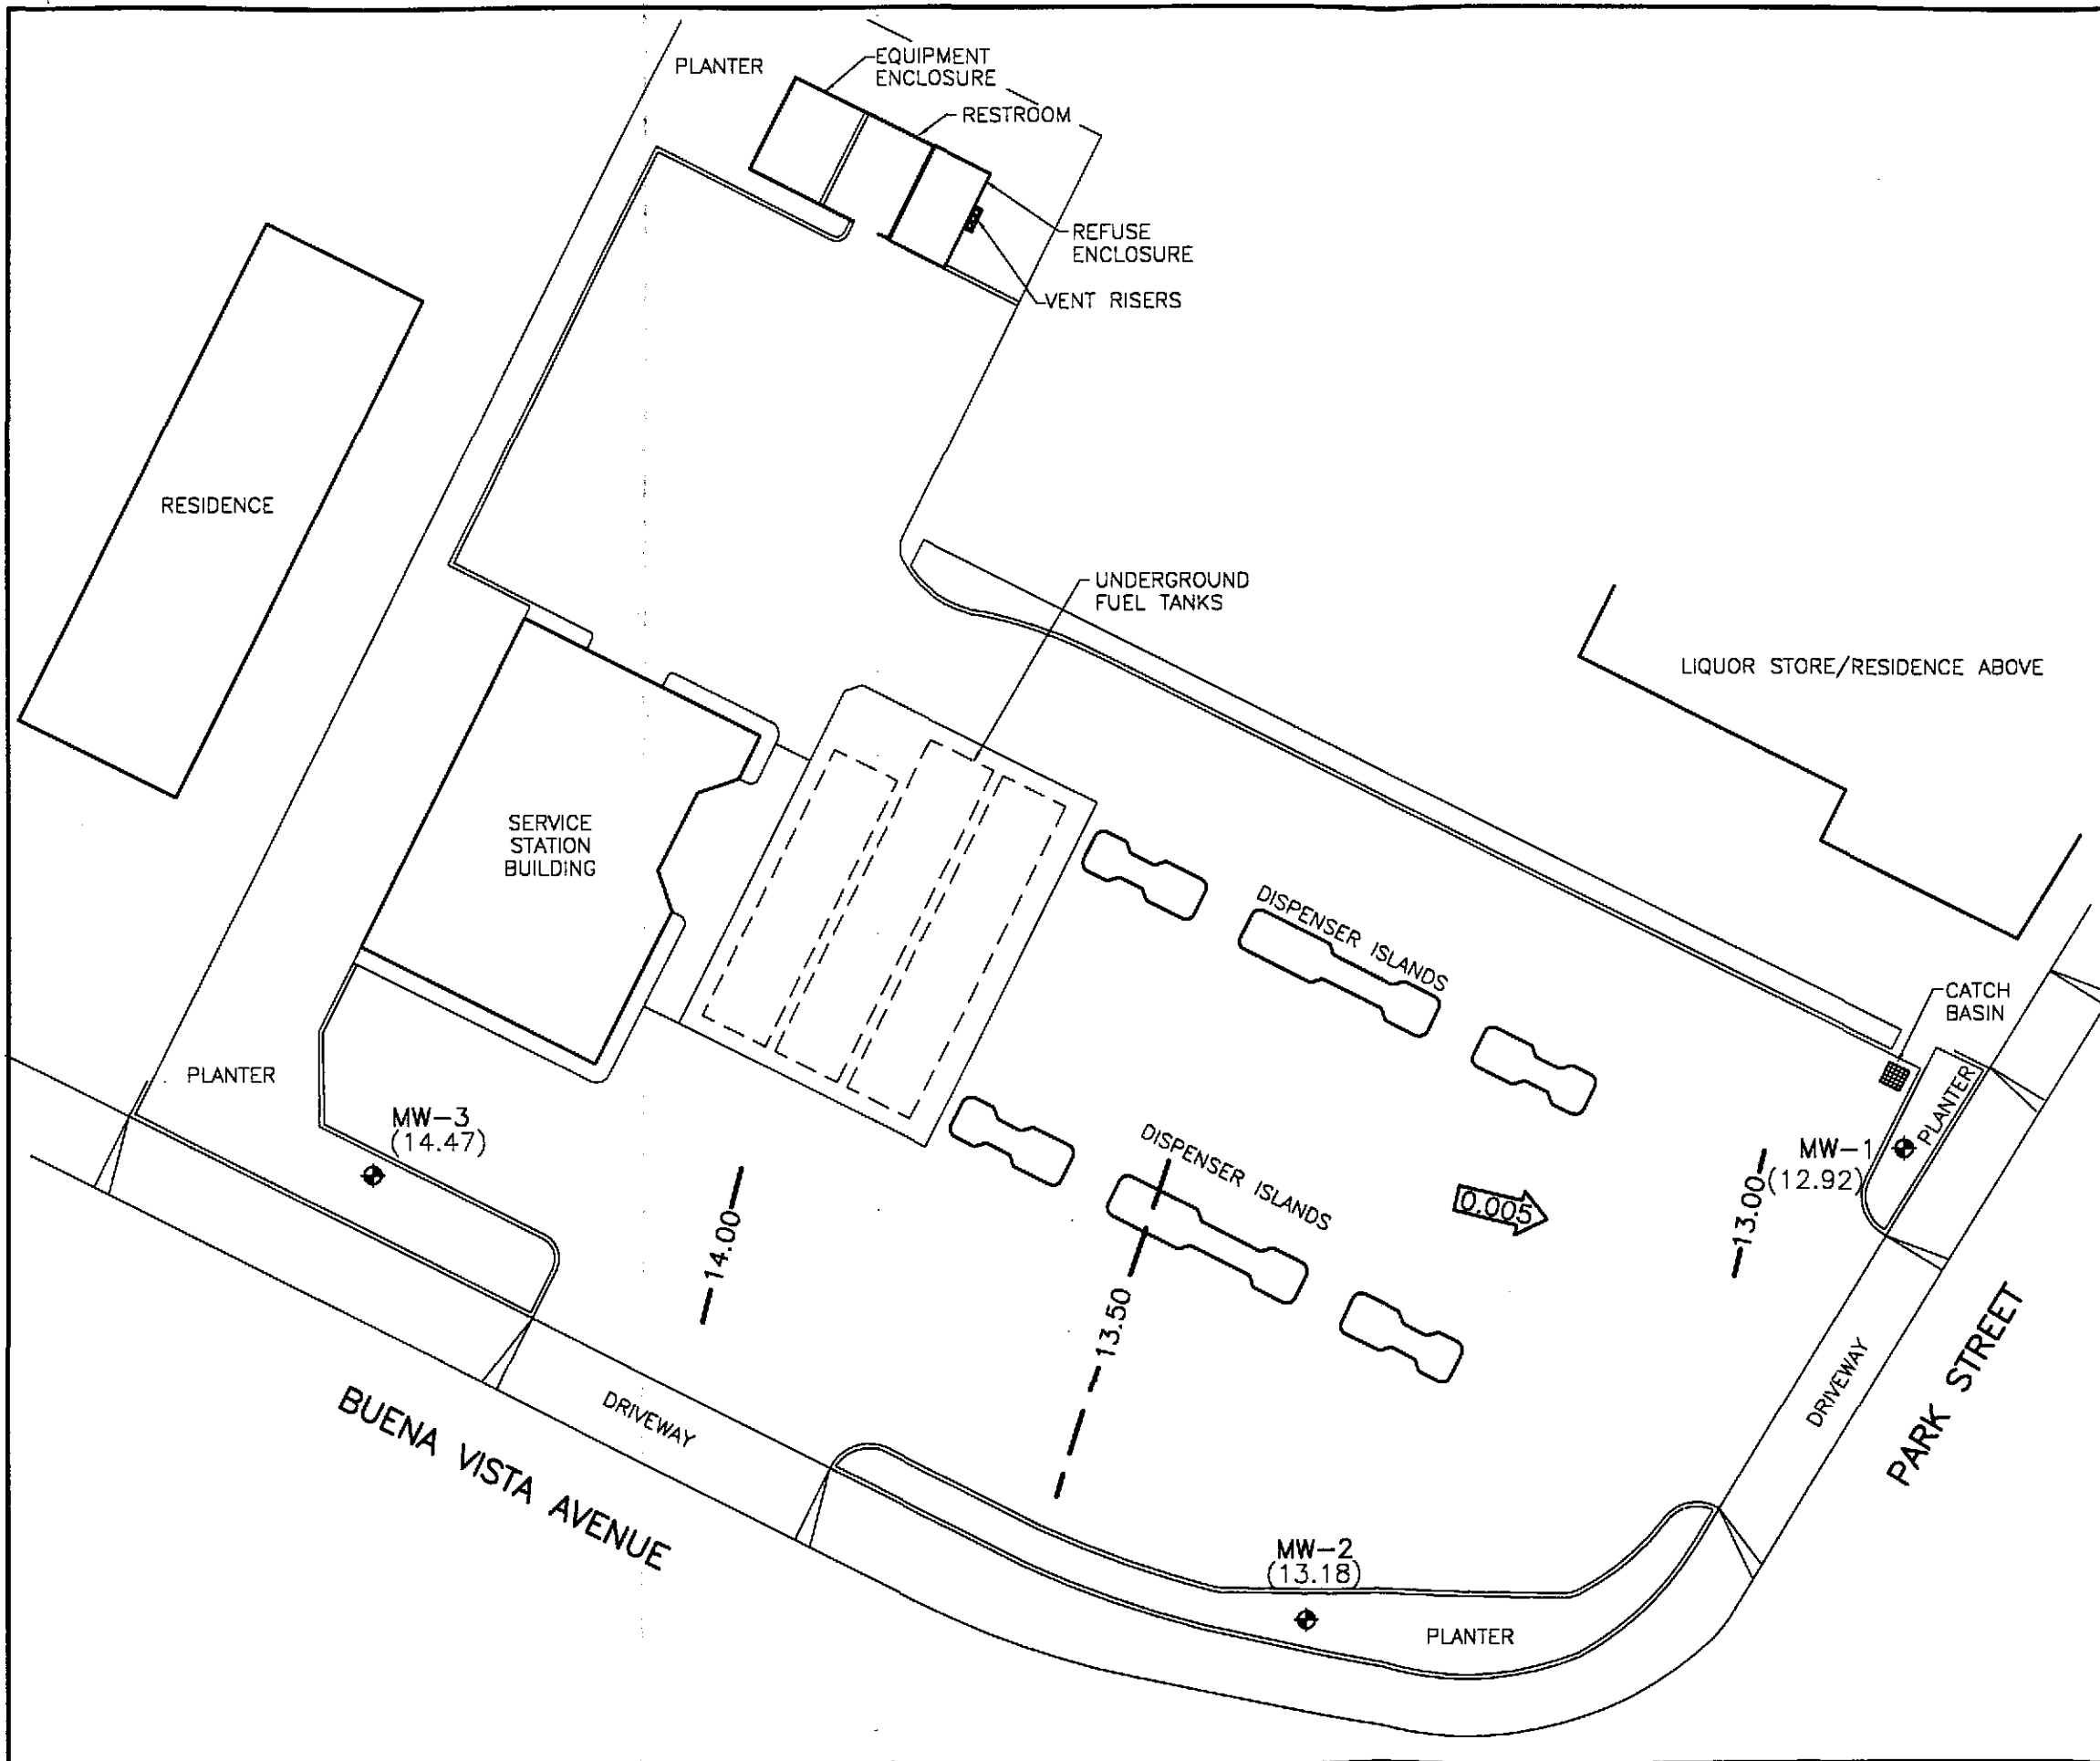 PLANTER
EQUIPMENT
ENCLOSURE
RESTROOM
REFUSE
ENCLOSURE
VENT RISERS
RESIDENCE
UNDERGROUND
FUEL TANKS
LIQUOR STORE/RESIDENCE ABOVE
SERVICE
STATION
BUILDING
DISPENSER ISLANDS
CATCH
BASIN
PLANTER
PLANTER
MW-3
(14.47)
DISPENSER ISLANDS
MW-1
(12.92)
14.00
13.50
0.005
13.00
DRIVEWAY
DRIVEWAY
PARK STREET
BUENA VISTA AVENUE
MW-2
(13.18)
PLANTER